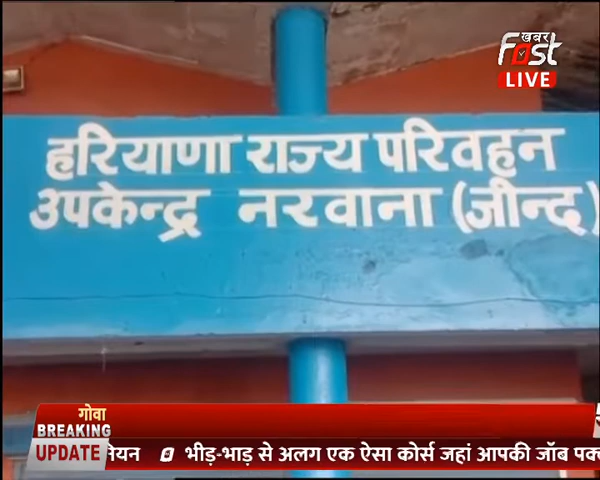 खबर
Fast
LIVE
हरियाणा राज्य परिवहन
उपकेन्द्र नरवाना (जीन्द)
गोवा
BREAKING
UPDATE
भीड़-भाड़ से अलग एक ऐसा कोर्स जहां आपकी जॉब